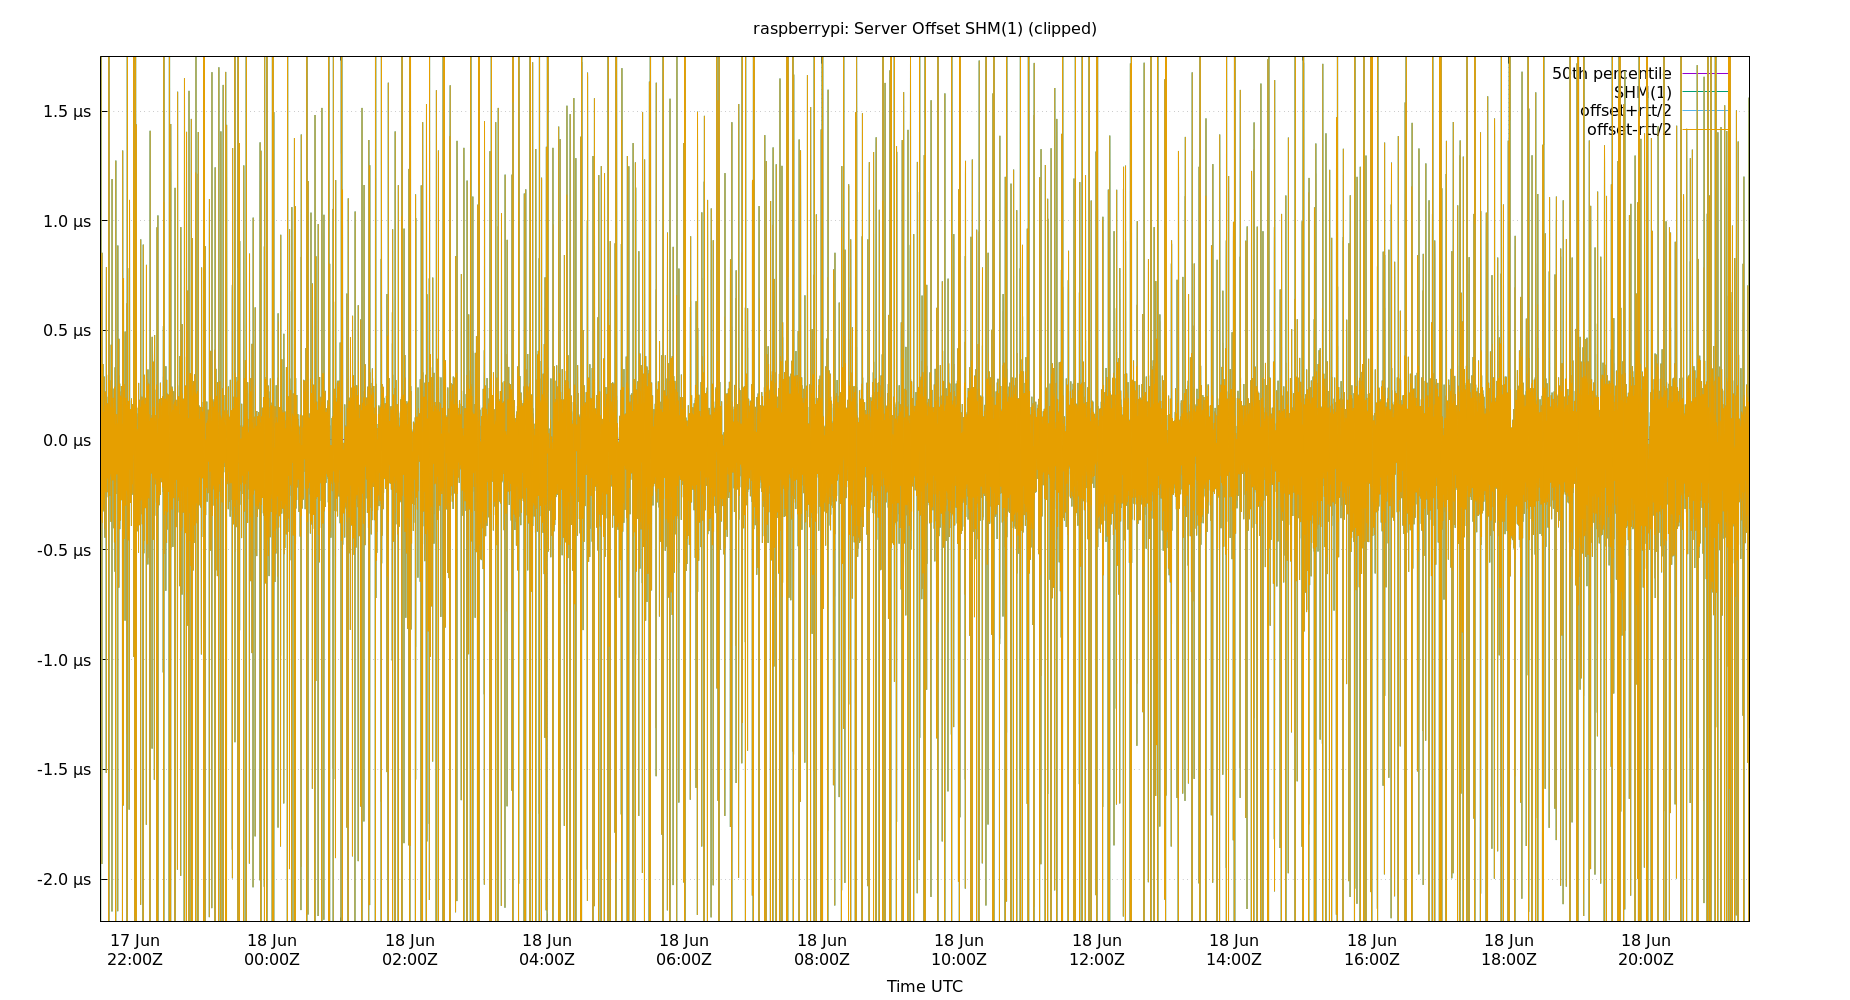 raspberrypi: Server Offset SHM(1) (clipped)
50th percentile
SHM(1)
offset+rtt/2
offset-rtt/2
1.5 µs
1.0 µs
0.5 µs
0.0 µs
-0.5 µs
-1.0 µs
-1.5 µs
-2.0 µs
17 Jun 18 Jun 18 Jun 18 Jun 18 Jun 18 Jun 18 Jun 18 Jun 18 Jun 18 Jun 18 Jun 18 Jun
22:00Z 00:00Z 02:00Z 04:00Z 06:00Z 08:00Z 10:00Z 12:00Z 14:00Z 16:00Z 18:00Z 20:00Z
Time UTC